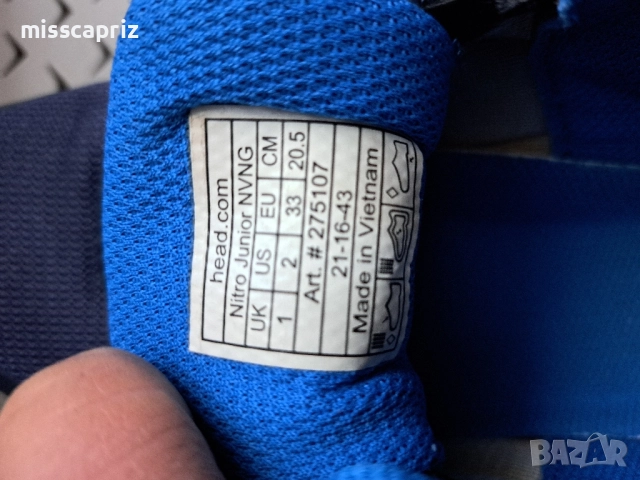 misscapriz
head.com
Nitro Junior NVNG
UK US EU CM
1 2 33 20.5
Art. # 275107
21-16-43
Made in Vietnam
BAZAR